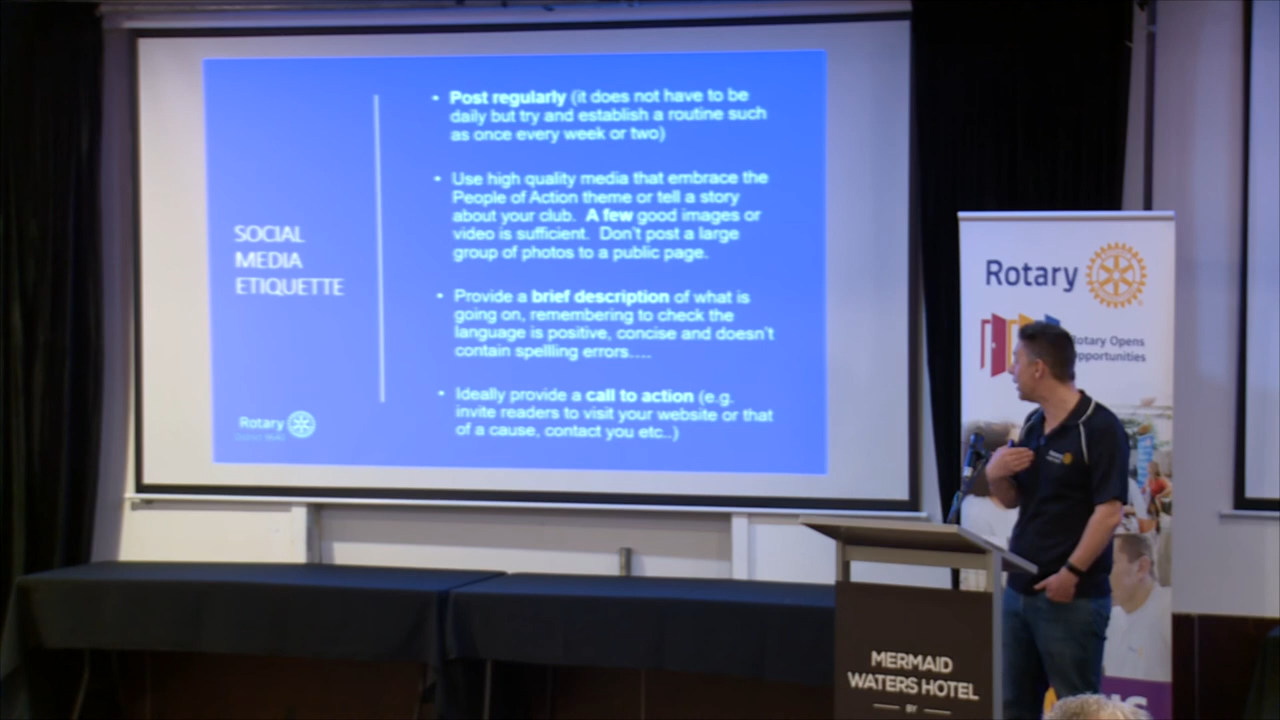 • Post regularly (it does not have to be
daily but try and establish a routine such
as once every week or two)
• Use high quality media that embrace the
People of Action theme or tell a story
about your club. A few good images or
video is sufficient. Don't post a large
group of photos to a public page.
SOCIAL
MEDIA
ETIQUETTE
• Provide a brief description of what is
going on, remembering to check the
language is positive, concise and doesn't
contain spellling errors....
• Ideally provide a call to action (e.g.
invite readers to visit your website or that
of a cause, contact you etc..)
Rotary
Rotary
Rotary Opens
Opportunities
Rotary
MERMAID
WATERS HOTEL
BY